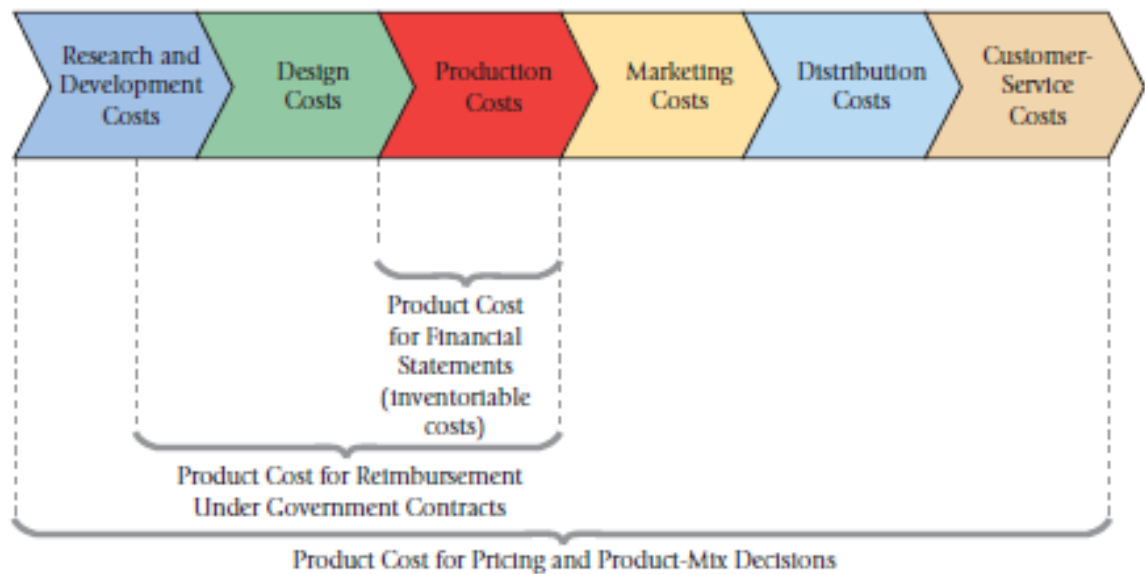 Research and
Development
Costs
Design
Costs
Production
Costs
Marketing
Costs
Distribution
Costs
Customer-
Service
Costs
Product Cost
for Financial
Statements
(inventoriable
costs)
Product Cost for Reimbursement
Under Government Contracts
Product Cost for Pricing and Product-Mix Decisions